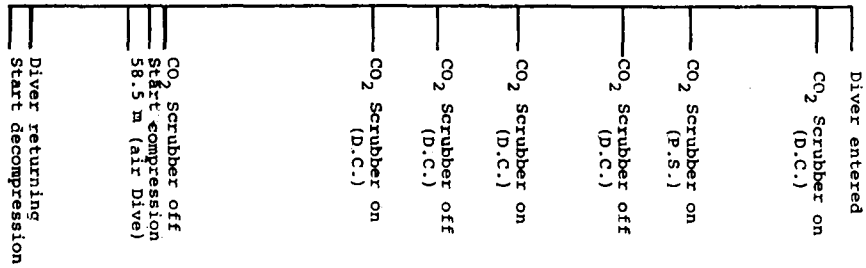 Diver entered
CO₂ Scrubber on
(D.C.)
CO₂ Scrubber on
(P.S.)
CO₂ Scrubber off
(D.C.)
CO₂ Scrubber on
(D.C.)
CO₂ Scrubber off
(D.C.)
CO₂ Scrubber on
(D.C.)
CO₂ Scrubber off
Start compression
58.5 m (air Dive)
Diver returning
Start decompression